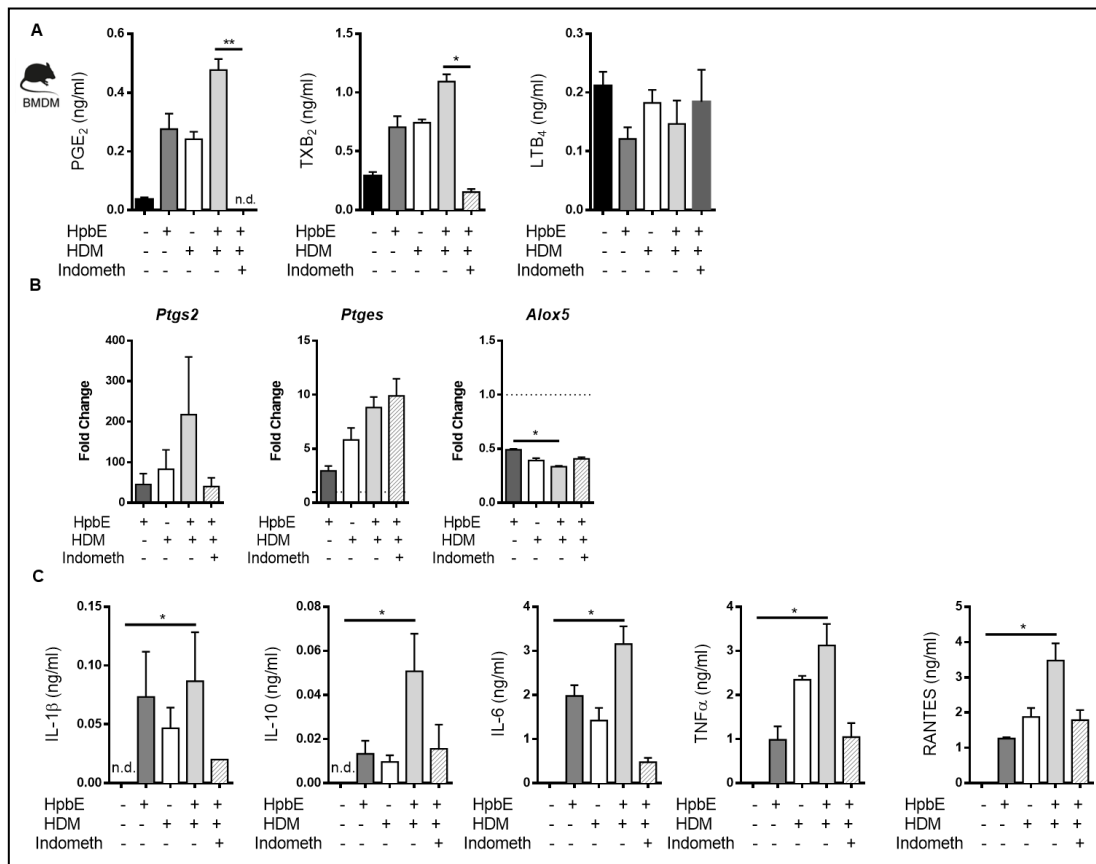 A
BMDM
PGE2 (ng/ml)
0.6
0.4
0.2
0.0
**
n.d.
TXB2 (ng/ml)
1.5
1.0
0.5
0.0
*
LTB4 (ng/ml)
0.3
0.2
0.1
0.0
HpbE - + - + + HpbE - + - + + HpbE - + - + +
HDM - - + + + HDM - - + + + HDM - - + + +
Indometh - - - - + Indometh - - - - + Indometh - - - - +
B
Ptgs2
Fold Change
400
300
200
100
0
Ptges
Fold Change
15
10
5
0
Alox5
Fold Change
1.5
1.0
0.5
0.0
*
HpbE + - + + HpbE + - + + HpbE + - + +
HDM - + + + HDM - + + + HDM - + + +
Indometh - - - + Indometh - - - + Indometh - - - +
C
IL-1β (ng/ml)
0.15
0.10
0.05
0.00
*
n.d.
IL-10 (ng/ml)
0.08
0.06
0.04
0.02
0.00
*
n.d.
IL-6 (ng/ml)
4
3
2
1
0
*
TNFα (ng/ml)
4
3
2
1
0
*
RANTES (ng/ml)
5
4
3
2
1
0
*
HpbE - + - + + HpbE - + - + + HpbE - + - + + HpbE - + - + + HpbE - + - + +
HDM - - + + + HDM - - + + + HDM - - + + + HDM - - + + + HDM - - + + +
Indometh - - - - + Indometh - - - - + Indometh - - - - + Indometh - - - - + Indometh - - - - +